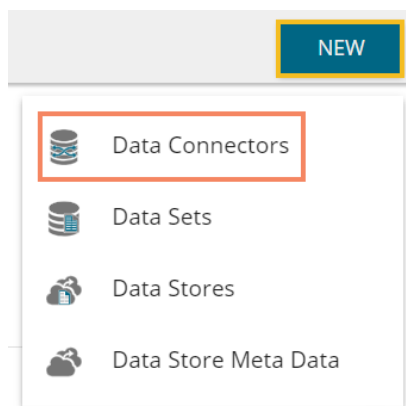 NEW
Data Connectors
Data Sets
Data Stores
Data Store Meta Data